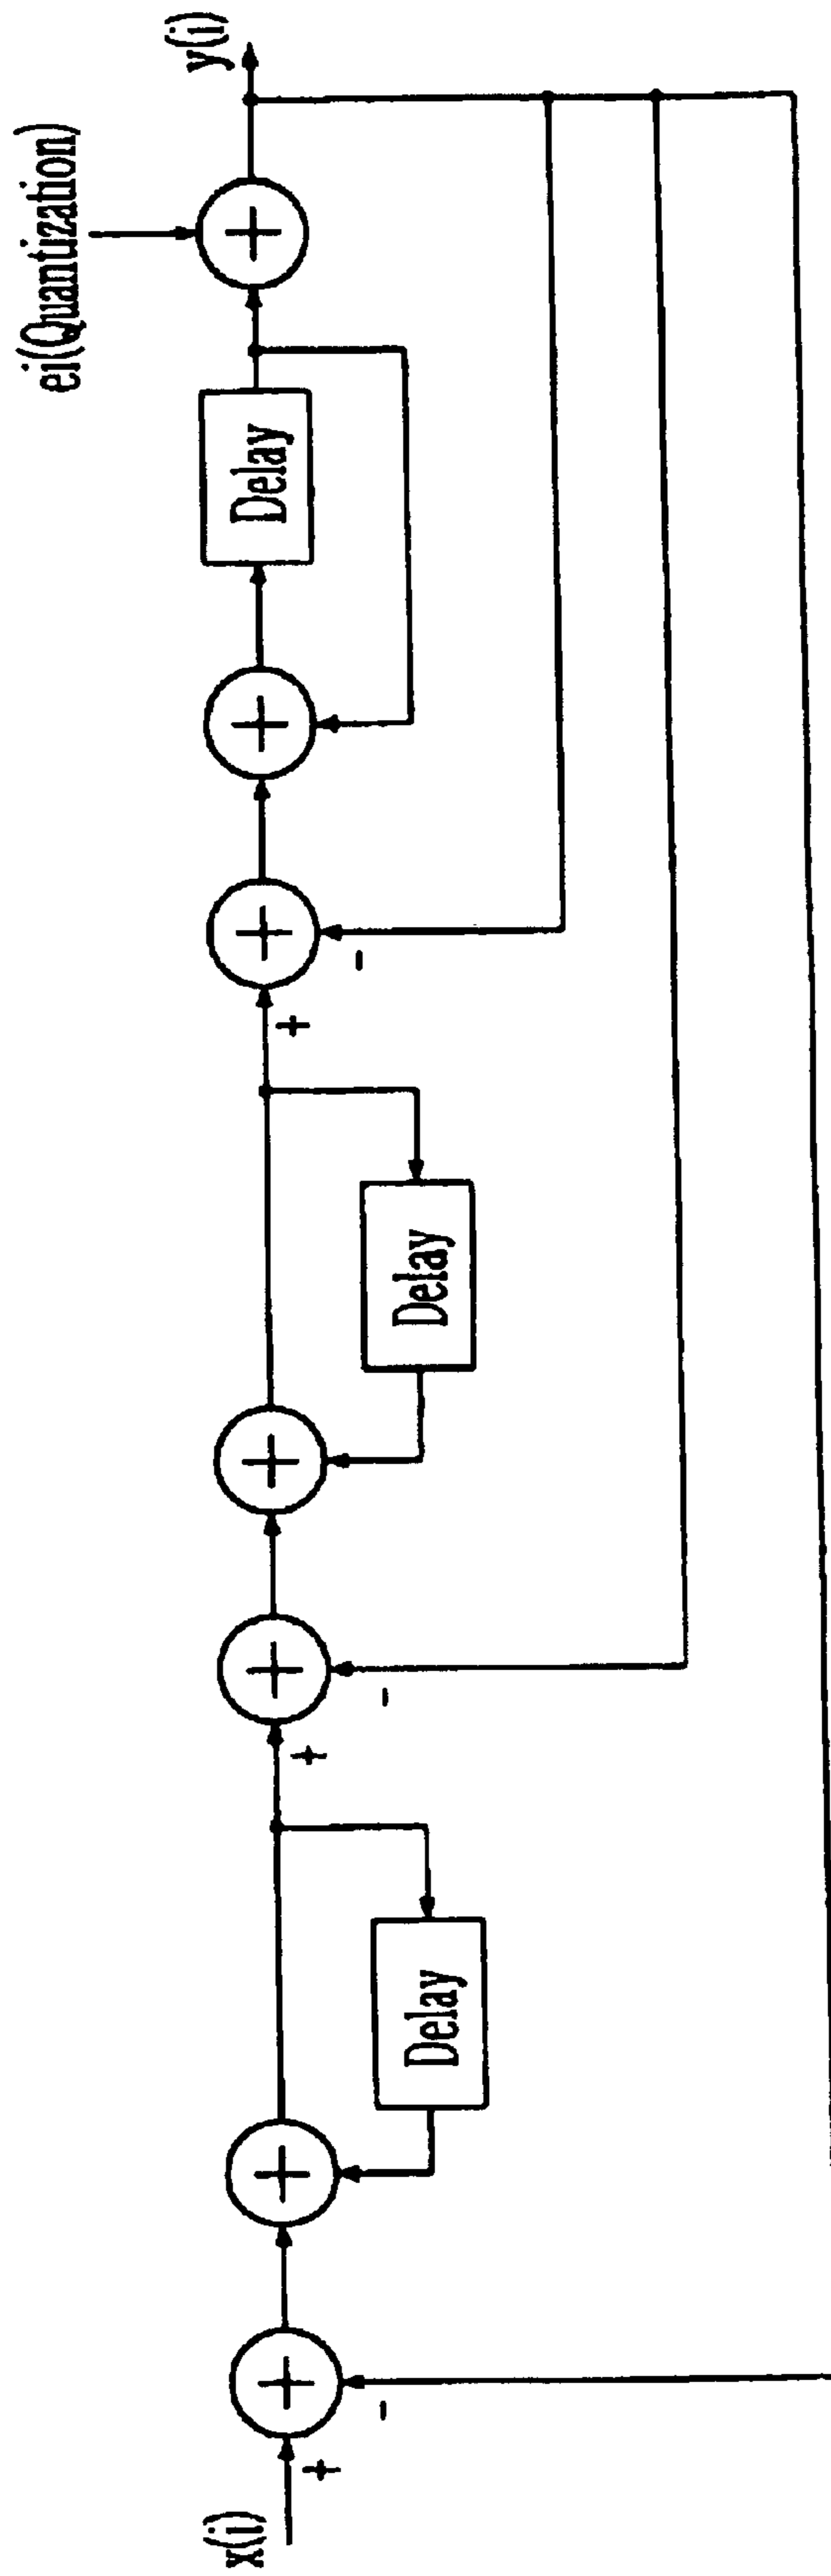 x(i)
+
-
+
Delay
+
-
+
+
Delay
+
-
+
+
Delay
+
ei(Quantization)
y(i)